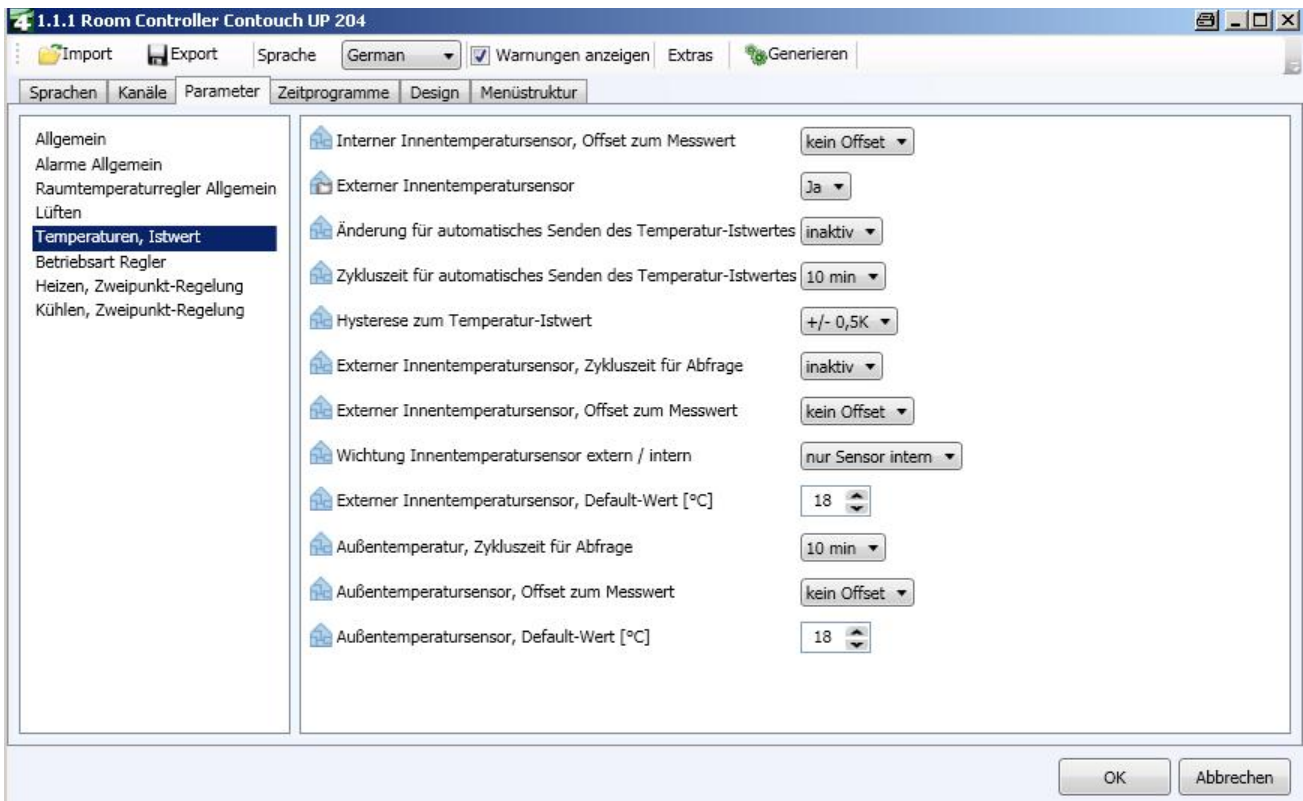 1.1.1 Room Controller Contouch UP 204
Import Export Sprache German Warnungen anzeigen Extras Generieren
Sprachen Kanäle Parameter Zeitprogramme Design Menüstruktur
Allgemein
Alarme Allgemein
Raumtemperaturregler Allgemein
Lüften
Temperaturen, Istwert
Betriebsart Regler
Heizen, Zweipunkt-Regelung
Kühlen, Zweipunkt-Regelung
Interner Innentemperatursensor, Offset zum Messwert kein Offset
Externer Innentemperatursensor Ja
Änderung für automatisches Senden des Temperatur-Istwertes inaktiv
Zykluszeit für automatisches Senden des Temperatur-Istwertes 10 min
Hysterese zum Temperatur-Istwert +/- 0,5K
Externer Innentemperatursensor, Zykluszeit für Abfrage inaktiv
Externer Innentemperatursensor, Offset zum Messwert kein Offset
Wichtung Innentemperatursensor extern / intern nur Sensor intern
Externer Innentemperatursensor, Default-Wert [°C] 18
Außentemperatur, Zykluszeit für Abfrage 10 min
Außentemperatursensor, Offset zum Messwert kein Offset
Außentemperatursensor, Default-Wert [°C] 18
OK Abbrechen